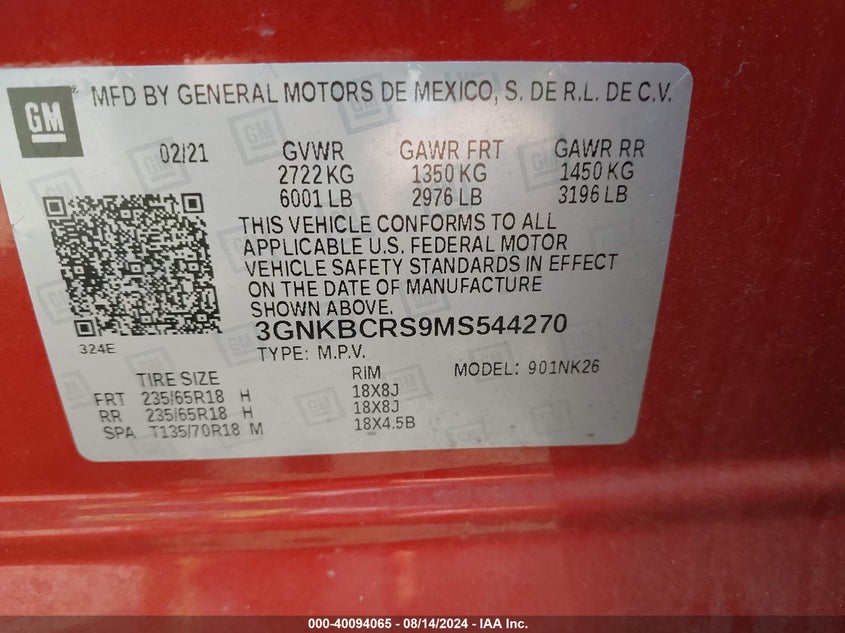 GM
MFD BY GENERAL MOTORS DE MEXICO, S. DE R.L. DE C.V.
02/21 GVWR GAWR FRT GAWR RR
2722 KG 1350 KG 1450 KG
6001 LB 2976 LB 3196 LB
THIS VEHICLE CONFORMS TO ALL
APPLICABLE U.S. FEDERAL MOTOR
VEHICLE SAFETY STANDARDS IN EFFECT
ON THE DATE OF MANUFACTURE
SHOWN ABOVE.
3GNKBCRS9MS544270
324E
TYPE: M.P.V. MODEL: 901NK26
TIRE SIZE RIM
FRT 235/65R18 H 18X8J
RR 235/65R18 H 18X8J
SPA T135/70R18 M 18X4.5B
000-40094065 - 08/14/2024 - IAA Inc.